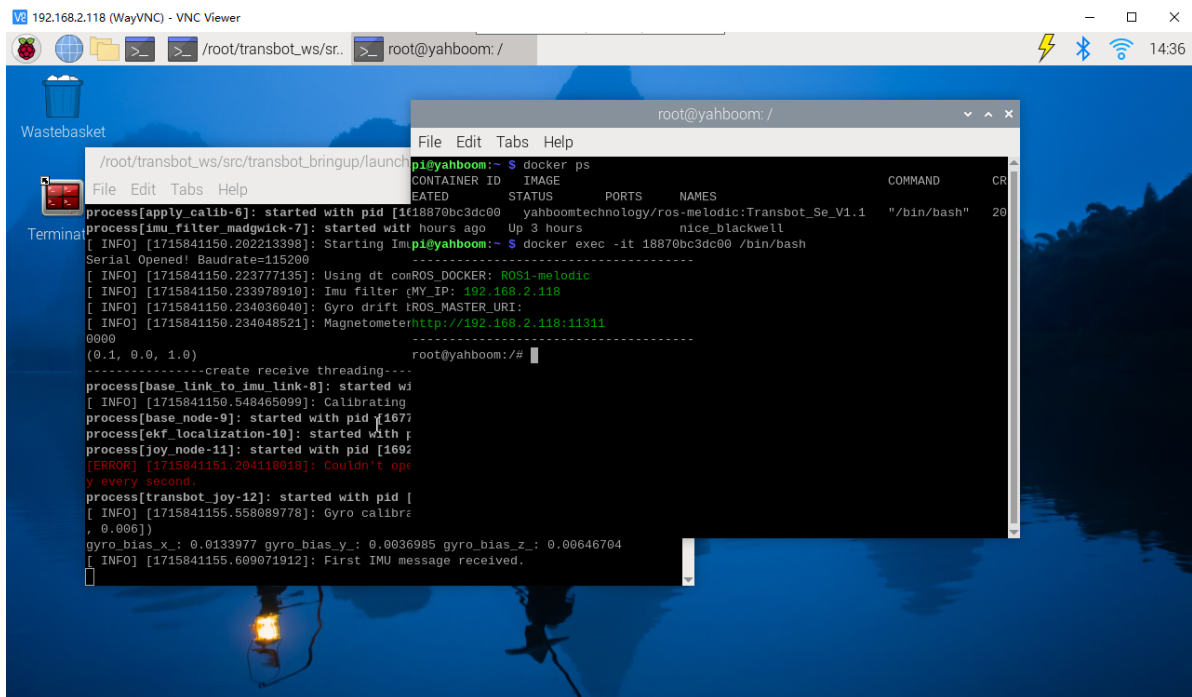 192.168.2.118 (WayVNC) - VNC Viewer
/root/transbot_ws/sr..
root@yahboom: /
14:36
Wastebasket
Terminat
/root/transbot_ws/src/transbot_bringup/launch
File Edit Tabs Help
process[apply_calib-6]: started with pid [16
process[imu_filter_madgwick-7]: started with
[ INFO] [1715841150.202213398]: Starting Imu
Serial Opened! Baudrate=115200
[ INFO] [1715841150.223777135]: Using dt com
[ INFO] [1715841150.233978910]: Imu filter g
[ INFO] [1715841150.234036040]: Gyro drift b
[ INFO] [1715841150.234048521]: Magnetometer
0000
(0.1, 0.0, 1.0)
----------------create receive threading----
process[base_link_to_imu_link-8]: started wi
[ INFO] [1715841150.548465099]: Calibrating
process[base_node-9]: started with pid [1677
process[ekf_localization-10]: started with p
process[joy_node-11]: started with pid [1692
[ERROR] [1715841151.204118018]: Couldn't ope
y every second.
process[transbot_joy-12]: started with pid [
[ INFO] [1715841155.558089778]: Gyro calibra
, 0.006])
gyro_bias_x_: 0.0133977 gyro_bias_y_: 0.0036985 gyro_bias_z_: 0.00646704
[ INFO] [1715841155.609071912]: First IMU message received.
root@yahboom: /
File Edit Tabs Help
pi@yahboom:~ $ docker ps
CONTAINER ID   IMAGE                                             COMMAND       CR
EATED       STATUS       PORTS     NAMES
18870bc3dc00   yahboomtechnology/ros-melodic:Transbot_Se_V1.1   "/bin/bash"   20
 hours ago   Up 3 hours             nice_blackwell
pi@yahboom:~ $ docker exec -it 18870bc3dc00 /bin/bash
--------------------------------------
ROS_DOCKER: ROS1-melodic
MY_IP: 192.168.2.118
ROS_MASTER_URI:
http://192.168.2.118:11311
--------------------------------------
root@yahboom:/#